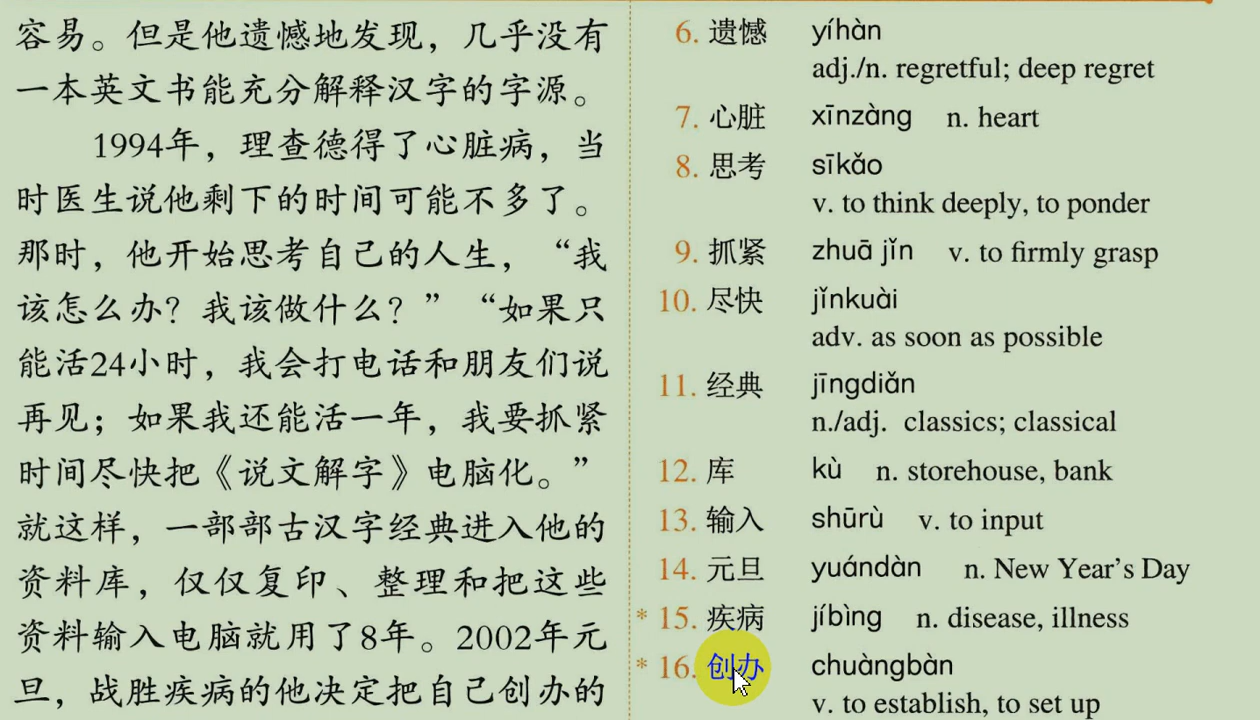 容易。但是他遗憾地发现，几乎没有
一本英文书能充分解释汉字的字源。
1994年，理查德得了心脏病，当
时医生说他剩下的时间可能不多了。
那时，他开始思考自己的人生，“我
该怎么办？我该做什么？”“如果只
能活24小时，我会打电话和朋友们说
再见；如果我还能活一年，我要抓紧
时间尽快把《说文解字》电脑化。”
就这样，一部部古汉字经典进入他的
资料库，仅仅复印、整理和把这些
资料输入电脑就用了8年。2002年元
旦，战胜疾病的他决定把自己创办的
6. 遗憾 yíhàn
adj./n. regretful; deep regret
7. 心脏 xīnzàng n. heart
8. 思考 sīkǎo
v. to think deeply, to ponder
9. 抓紧 zhuā jǐn v. to firmly grasp
10. 尽快 jǐnkuài
adv. as soon as possible
11. 经典 jīngdiǎn
n./adj. classics; classical
12. 库 kù n. storehouse, bank
13. 输入 shūrù v. to input
14. 元旦 yuándàn n. New Year’s Day
* 15. 疾病 jíbìng n. disease, illness
* 16. 创办 chuàngbàn
v. to establish, to set up